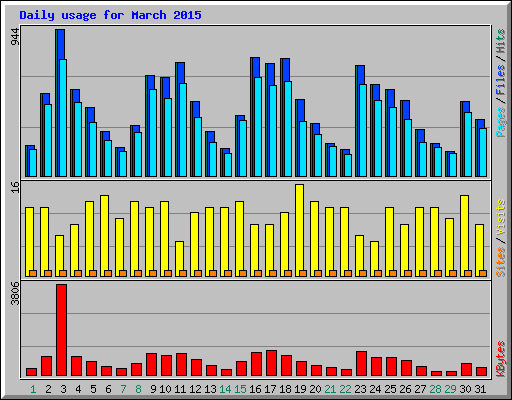 Daily usage for March 2015
944
Pages / Files / Hits
16
Sites / Visits
3806
KBytes
1 2 3 4 5 6 7 8 9 10 11 12 13 14 15 16 17 18 19 20 21 22 23 24 25 26 27 28 29 30 31